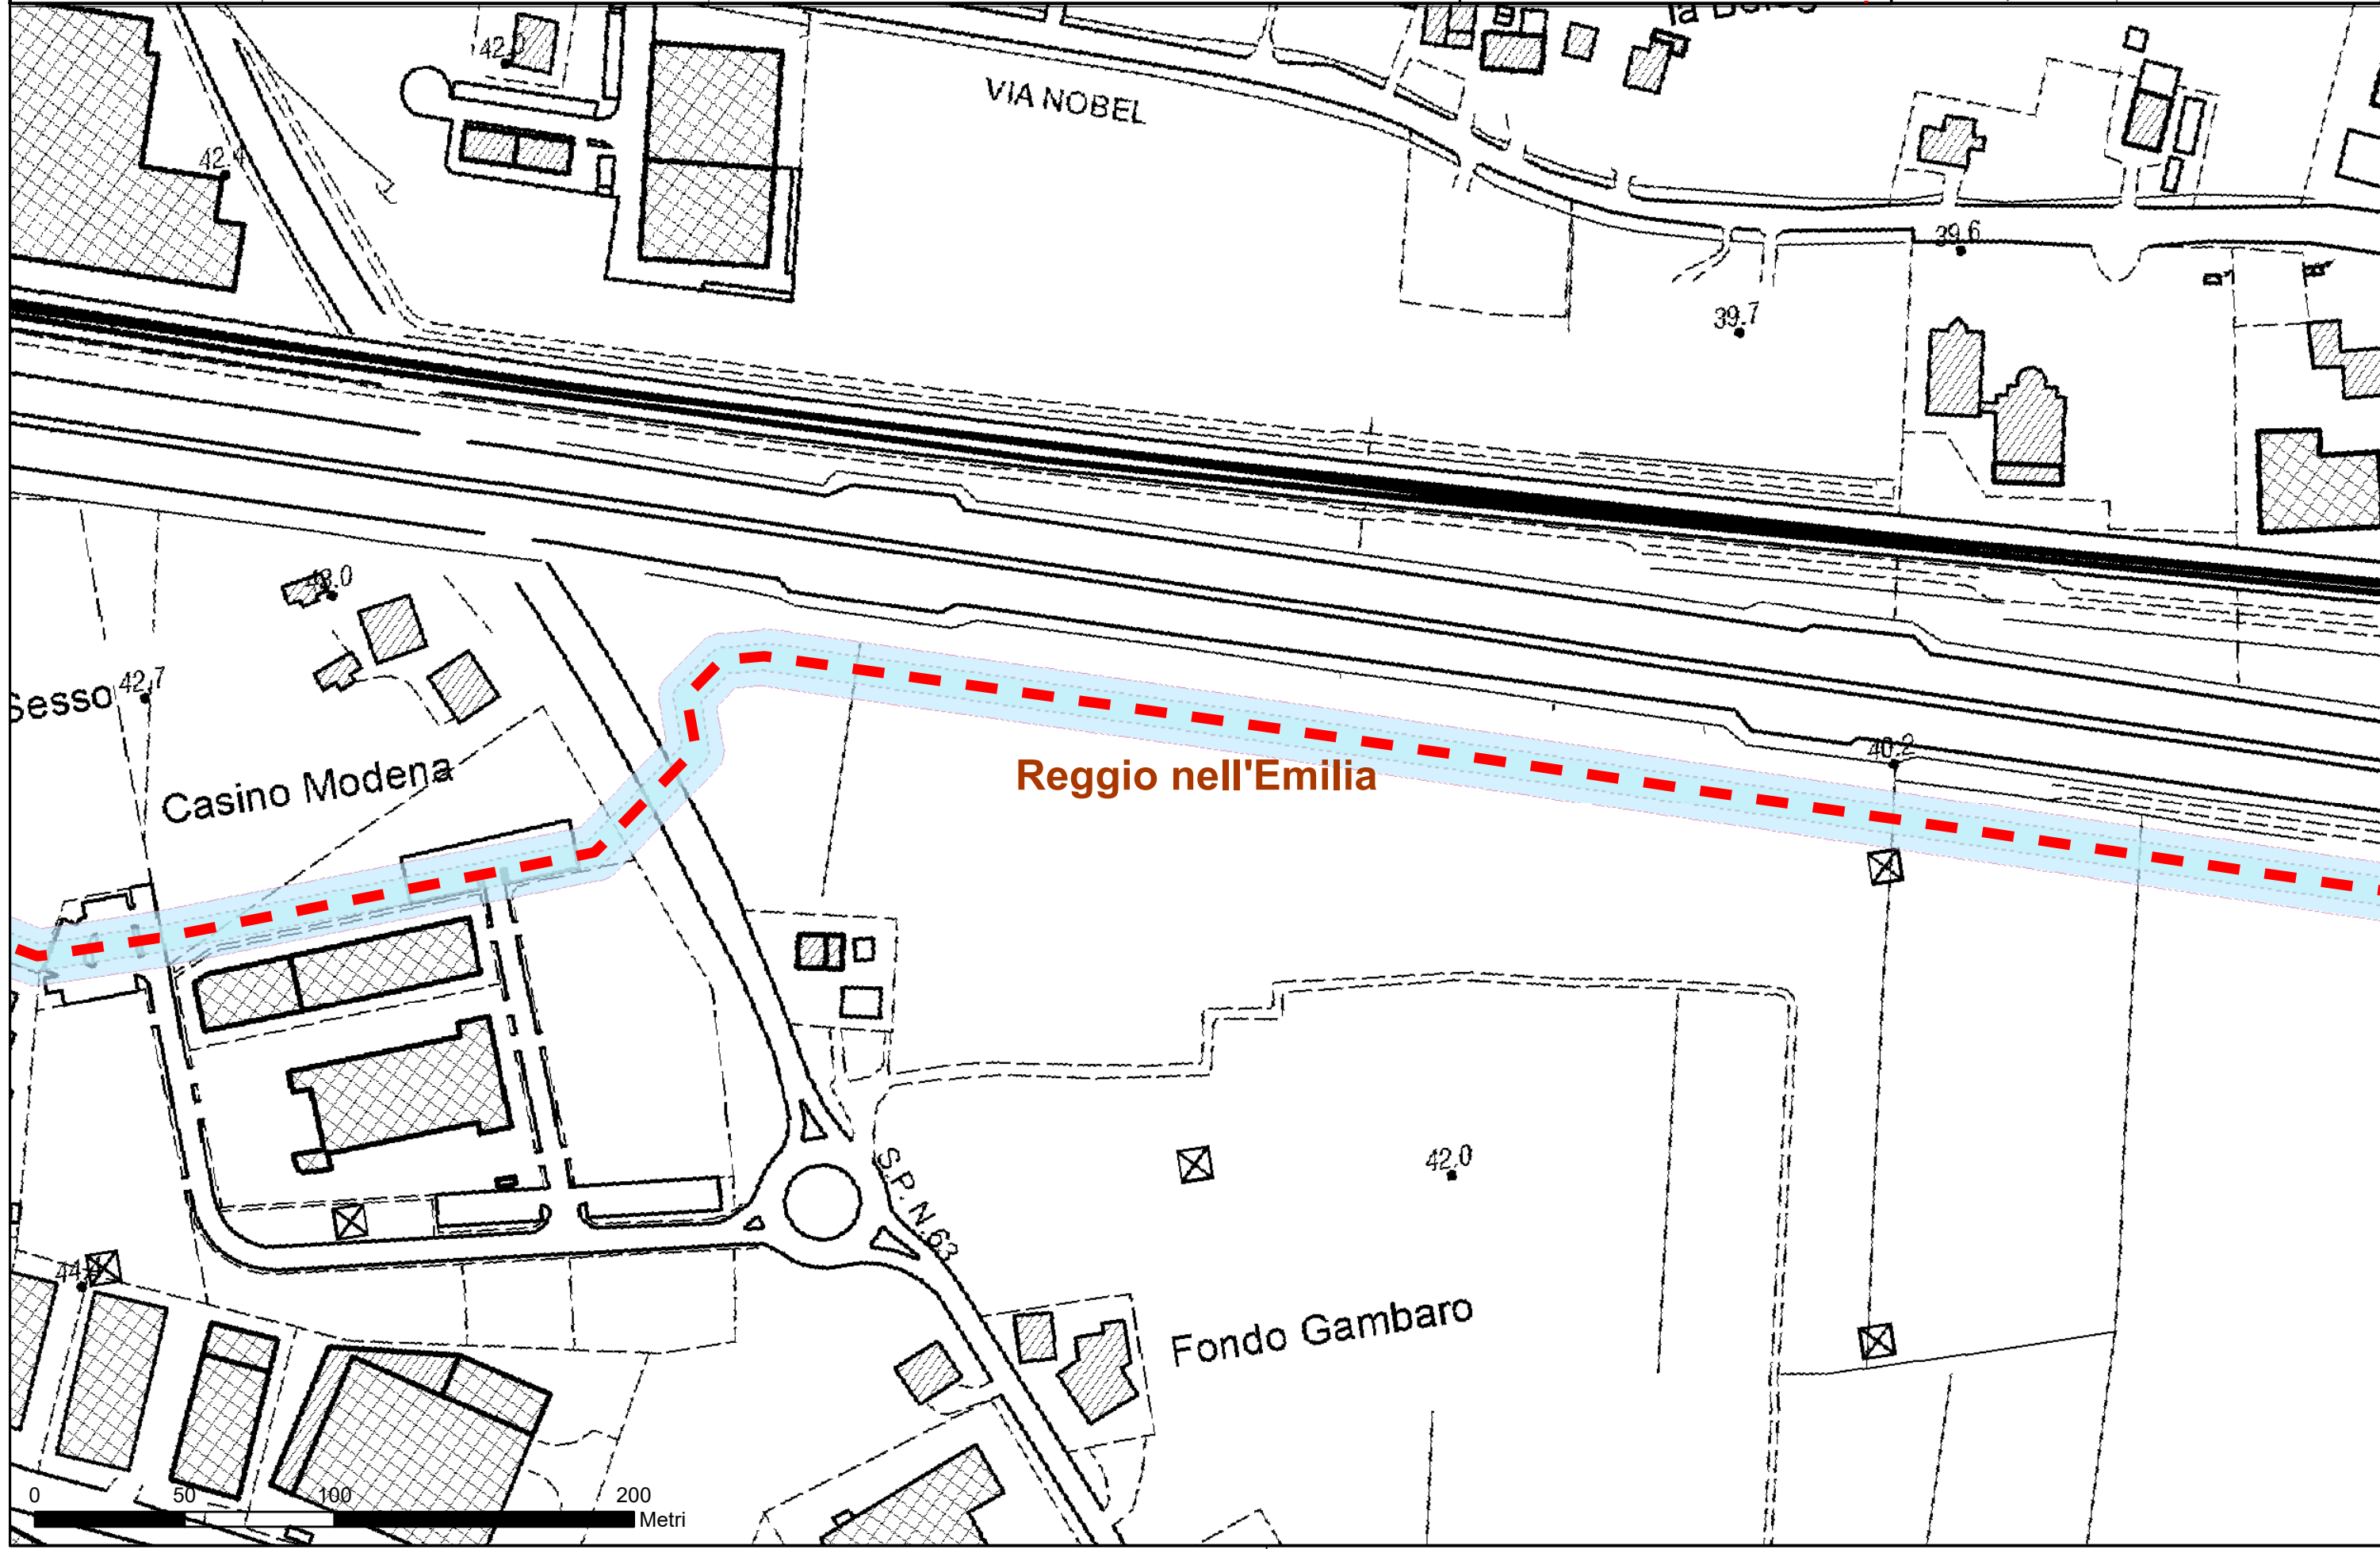 42.0
VIA NOBEL
42.4
39.6
39.7
43.0
Sesso
42.7
Casino Modena
Reggio nell'Emilia
40.2
S.P. N.63
42.0
Fondo Gambaro
0 50 100 200
Metri